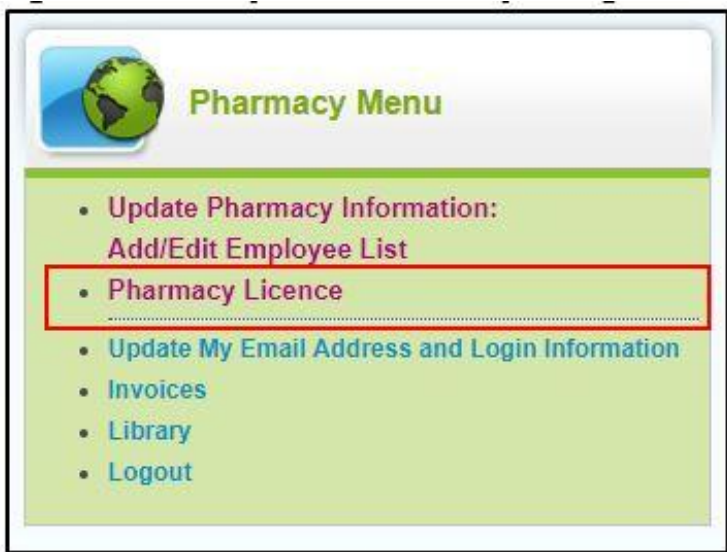 Pharmacy Menu
Update Pharmacy Information:
Add/Edit Employee List
Pharmacy Licence
Update My Email Address and Login Information
Invoices
Library
Logout